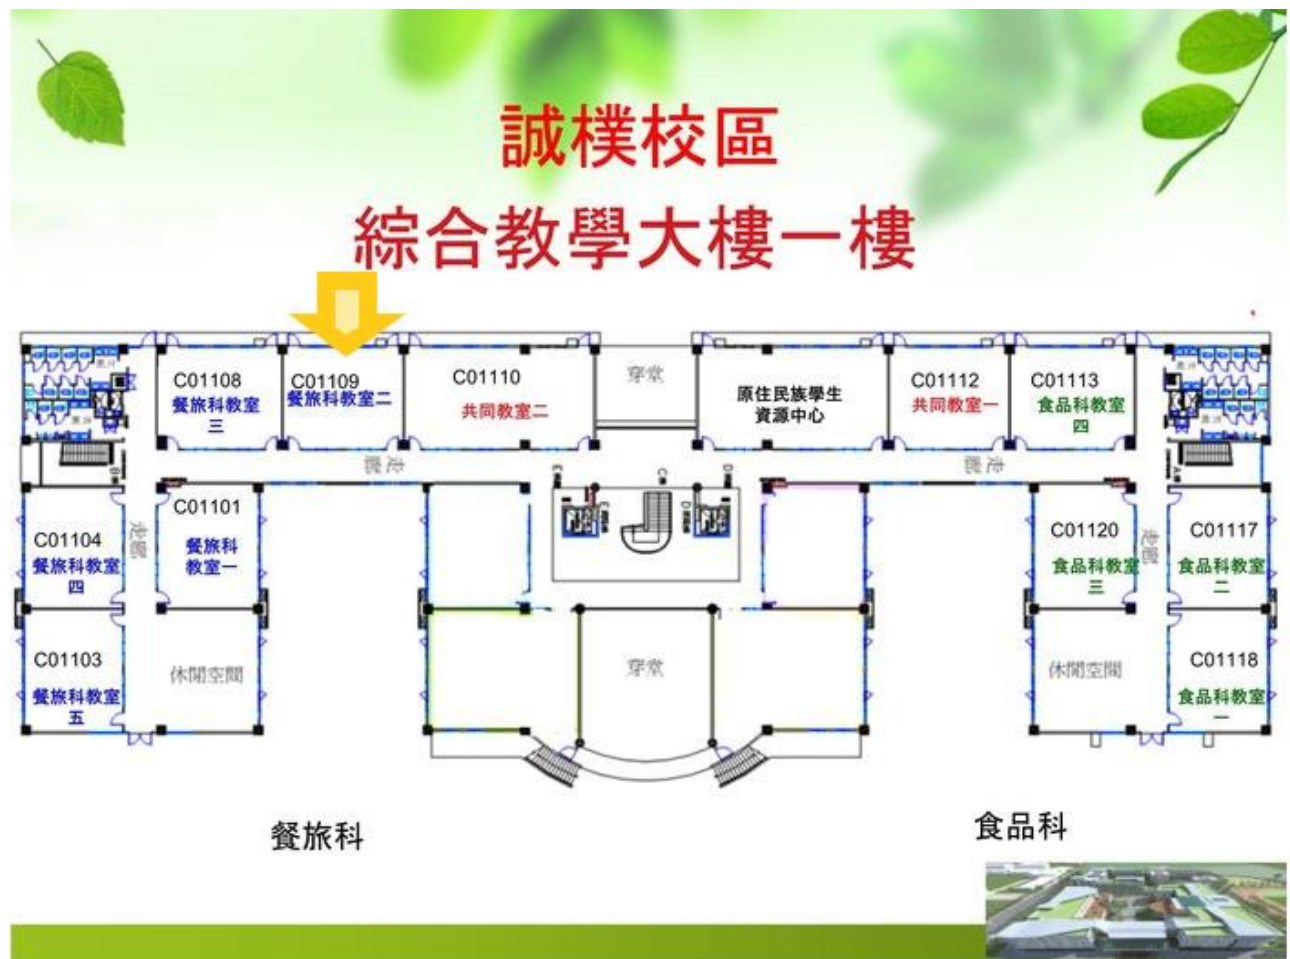 誠樸校區
綜合教學大樓一樓
C01108
餐旅科教室
三
C01109
餐旅科教室二
C01110
共同教室二
穿堂
原住民族學生
資源中心
C01112
共同教室一
C01113
食品科教室
四
走廊
走廊
C01104
餐旅科教室
四
走廊
C01101
餐旅科
教室一
C01120
食品科教室
三
走廊
C01117
食品科教室
二
C01103
餐旅科教室
五
休閒空間
穿堂
休閒空間
C01118
食品科教室
一
餐旅科
食品科